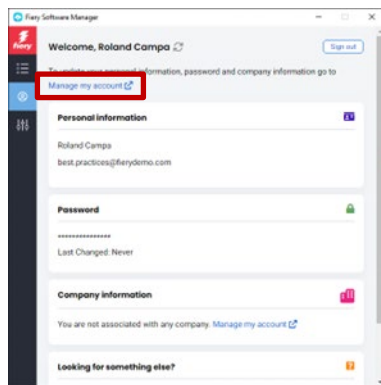 Fiery Software Manager
fiery
Welcome, Roland Campa
Sign out
To update your personal information, password and company information go to
Manage my account
Personal information
Roland Campa
best.practices@fierydemo.com
Password
***************
Last Changed: Never
Company information
You are not associated with any company. Manage my account
Looking for something else?